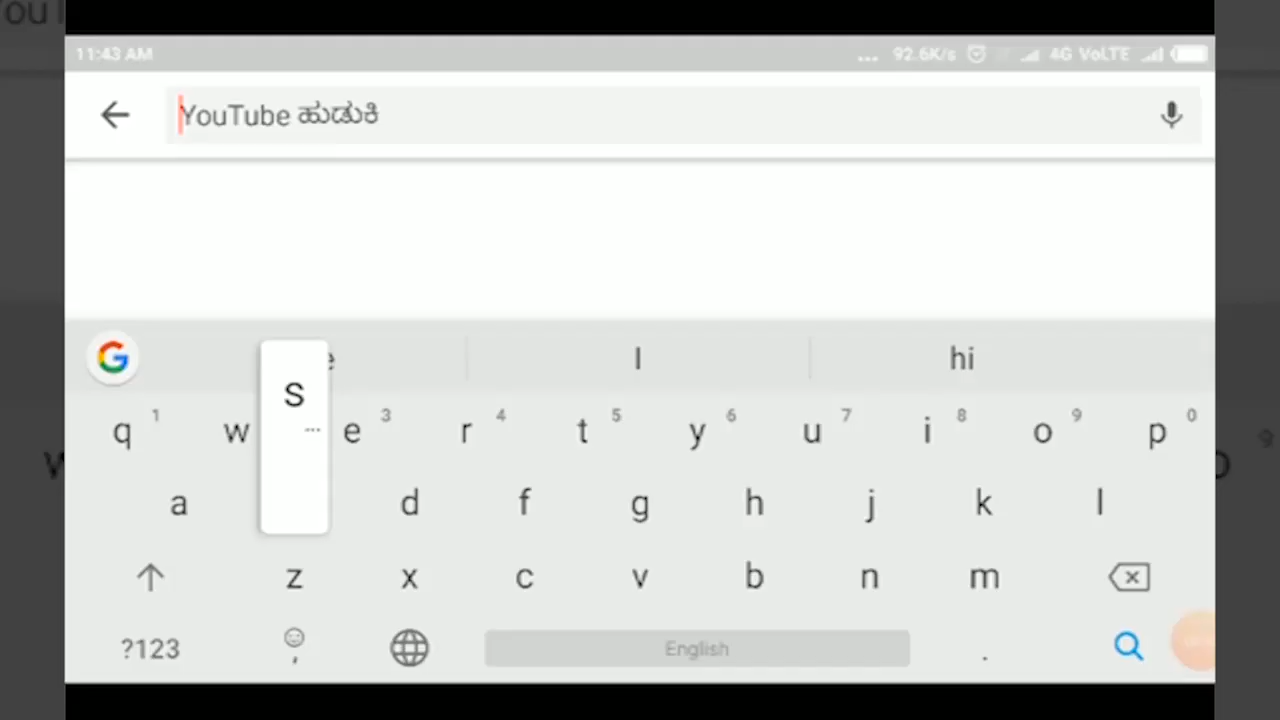 11:43 AM ... 92.6K/s 4G VoLTE
YouTube ಹುಡುಕಿ
I hi
S
q 1 w e 3 r 4 t 5 y 6 u 7 i 8 o 9 p 0
a d f g h j k l
z x c v b n m
?123 , English .